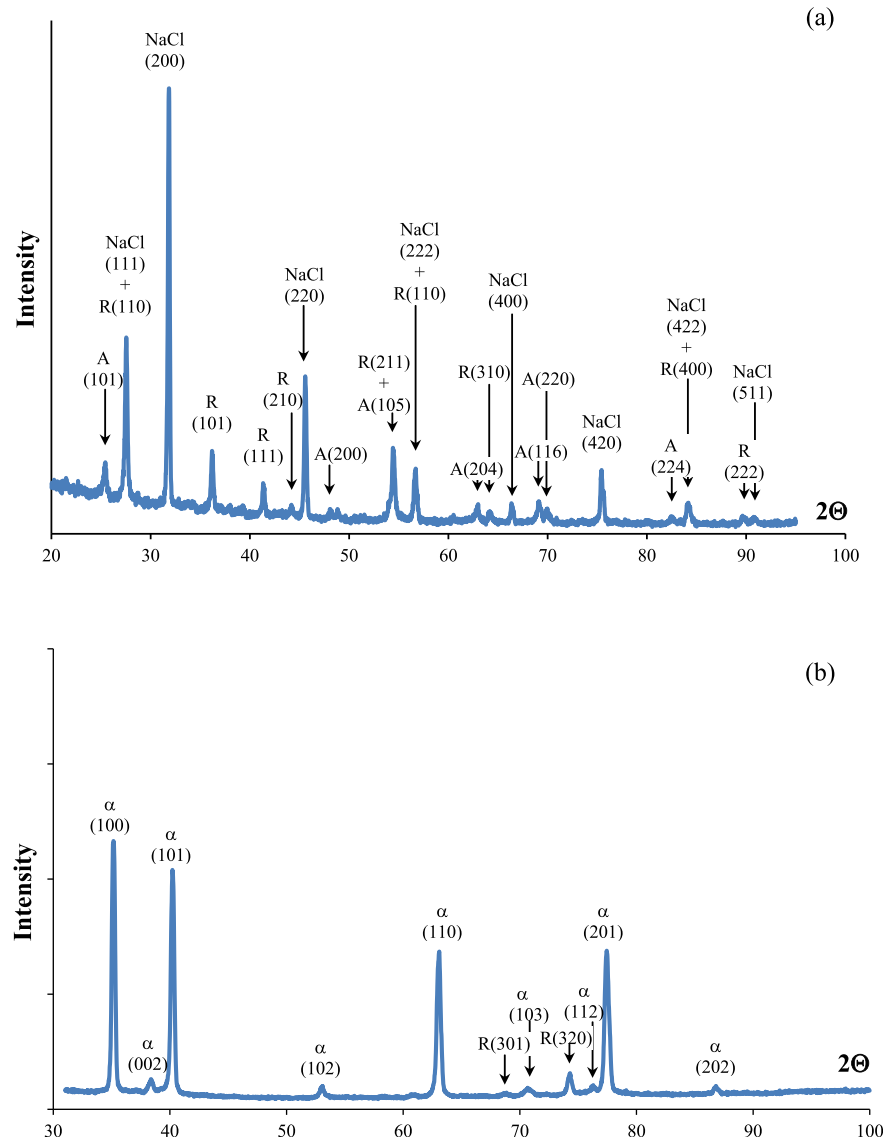 (a)
NaCl
(200)
NaCl
(111)
+
R(110)
A
(101)
R
(101)
R
(111)
R
(210)
NaCl
(220)
A(200)
R(211)
+
A(105)
NaCl
(222)
+
R(110)
A(204)
R(310)
NaCl
(400)
A(116)
A(220)
NaCl
(420)
A
(224)
NaCl
(422)
+
R(400)
R
(222)
NaCl
(511)
Intensity
2Θ
20 30 40 50 60 70 80 90 100
(b)
α
(100)
α
(002)
α
(101)
α
(102)
α
(110)
R(301)
α
(103)
R(320)
α
(112)
α
(201)
α
(202)
Intensity
2Θ
30 40 50 60 70 80 90 100